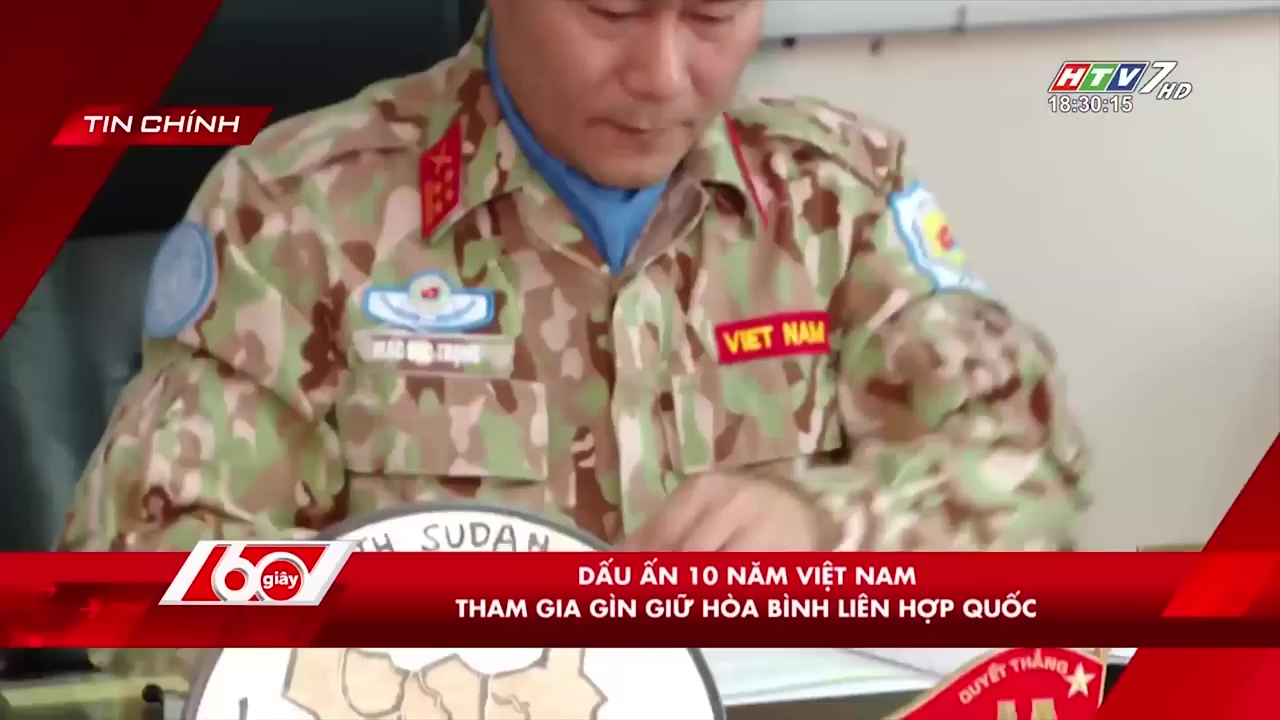 TIN CHÍNH
HTV7 HD
18:30:15
VIET NAM
TH SUDAN
60 giây
DẤU ẤN 10 NĂM VIỆT NAM
THAM GIA GÌN GIỮ HÒA BÌNH LIÊN HỢP QUỐC
QUYẾT THẮNG